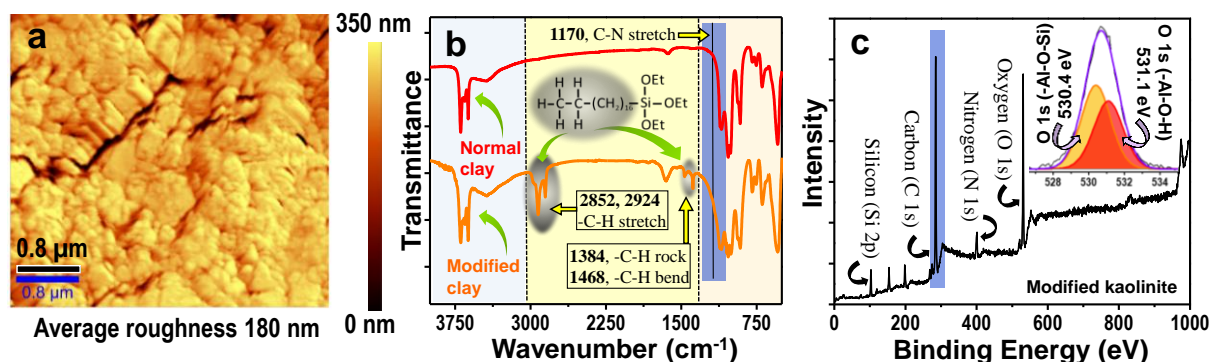 a
350 nm
0.8 µm
0.8 µm
0 nm
Average roughness 180 nm
b
1170, C-N stretch
H H
H-C-C-(CH₂)₁₆-Si-OEt
H H
OEt
OEt
Normal
clay
2852, 2924
-C-H stretch
1384, -C-H rock
1468, -C-H bend
Modified
clay
Transmittance
3750 3000 2250 1500 750
Wavenumber (cm⁻¹)
c
Silicon (Si 2p)
Carbon (C 1s)
Nitrogen (N 1s)
Oxygen (O 1s)
O 1s (-Al-O-Si)
530.4 eV
O 1s (-Al-O-H)
531.1 eV
528 530 532 534
Modified kaolinite
Intensity
0 200 400 600 800 1000
Binding Energy (eV)